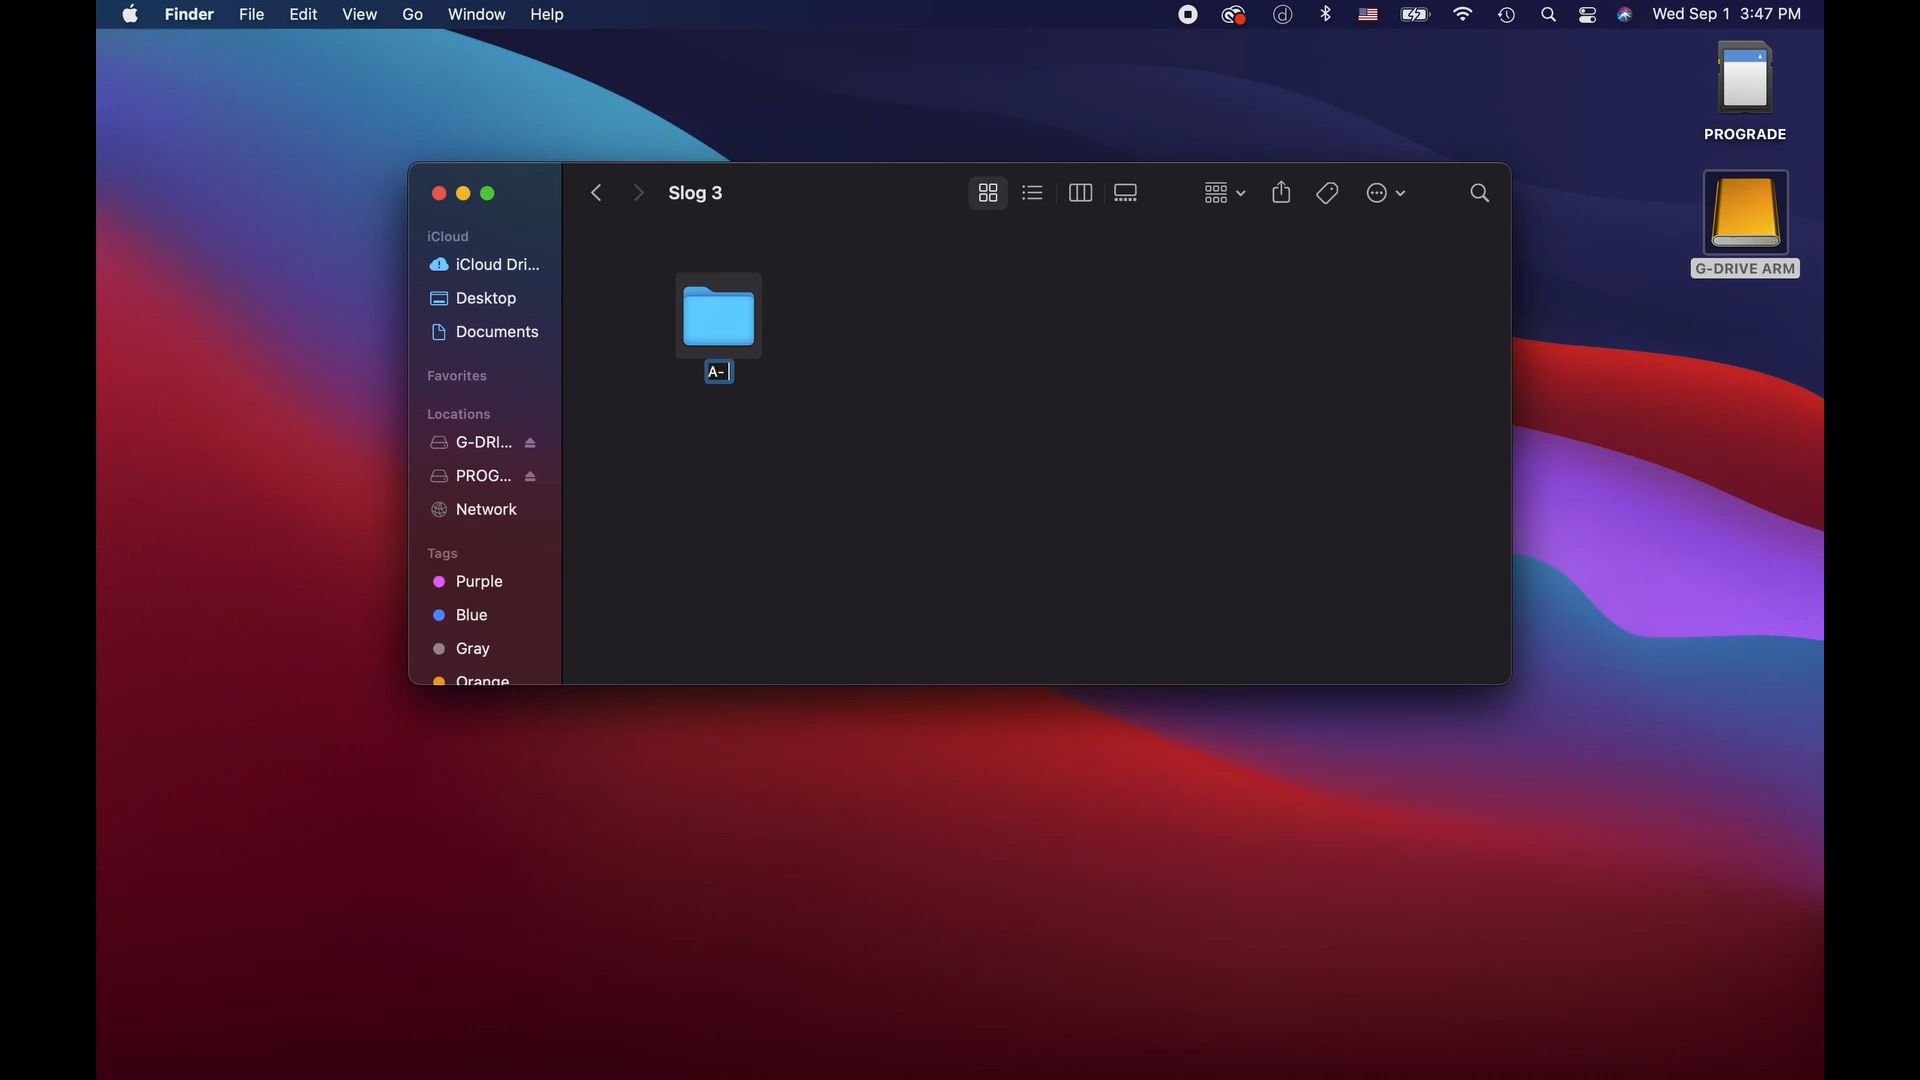 Finder File Edit View Go Window Help Wed Sep 1 3:47 PM
PROGRADE
G-DRIVE ARM
Slog 3
iCloud
iCloud Dri...
Desktop
Documents
Favorites
Locations
G-DRI...
PROG...
Network
Tags
Purple
Blue
Gray
Orange
A-